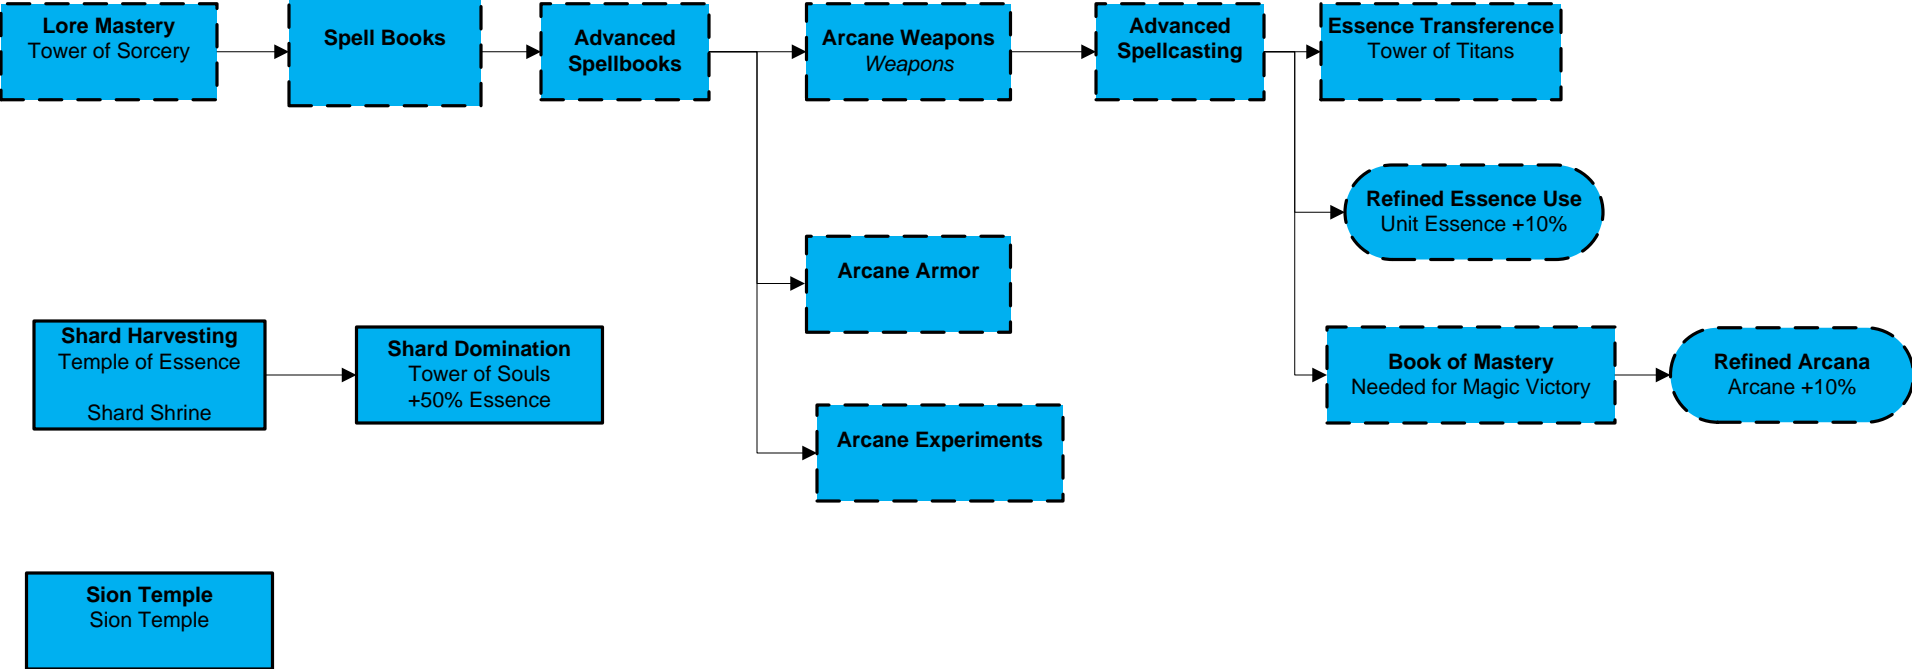 Lore Mastery
Tower of Sorcery
Spell Books
Advanced
Spellbooks
Arcane Weapons
Weapons
Advanced
Spellcasting
Essence Transference
Tower of Titans
Refined Essence Use
Unit Essence +10%
Arcane Armor
Shard Harvesting
Temple of Essence
Shard Shrine
Shard Domination
Tower of Souls
+50% Essence
Book of Mastery
Needed for Magic Victory
Refined Arcana
Arcane +10%
Arcane Experiments
Sion Temple
Sion Temple